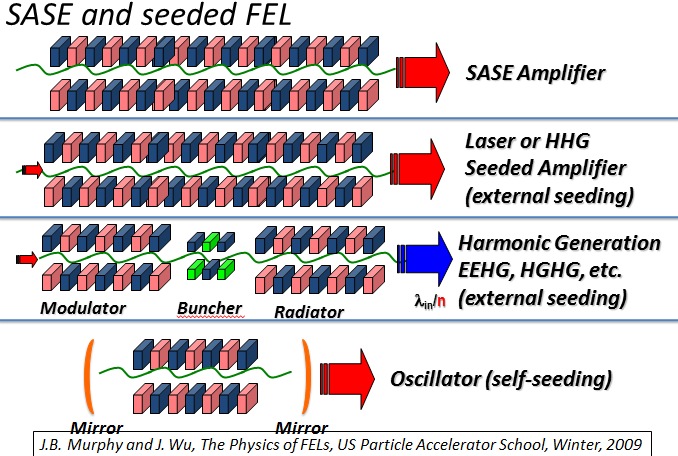 SASE and seeded FEL
SASE Amplifier
Laser or HHG
Seeded Amplifier
(external seeding)
Harmonic Generation
EEHG, HGHG, etc.
(external seeding)
λin/n
Modulator
Buncher
Radiator
Oscillator (self-seeding)
Mirror
Mirror
J.B. Murphy and J. Wu, The Physics of FELs, US Particle Accelerator School, Winter, 2009